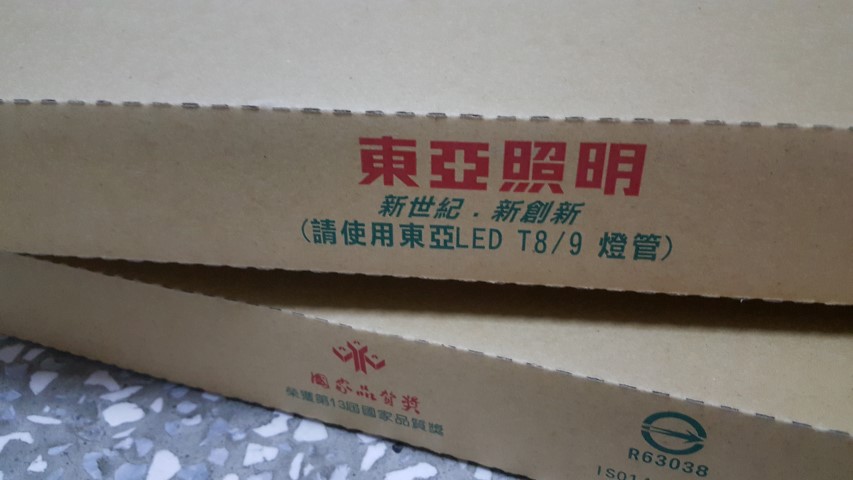 東亞照明
新世紀．新創新
(請使用東亞LED T8/9 燈管)
國家品質獎
榮獲第13屆國家品質獎
R63038
ISO14